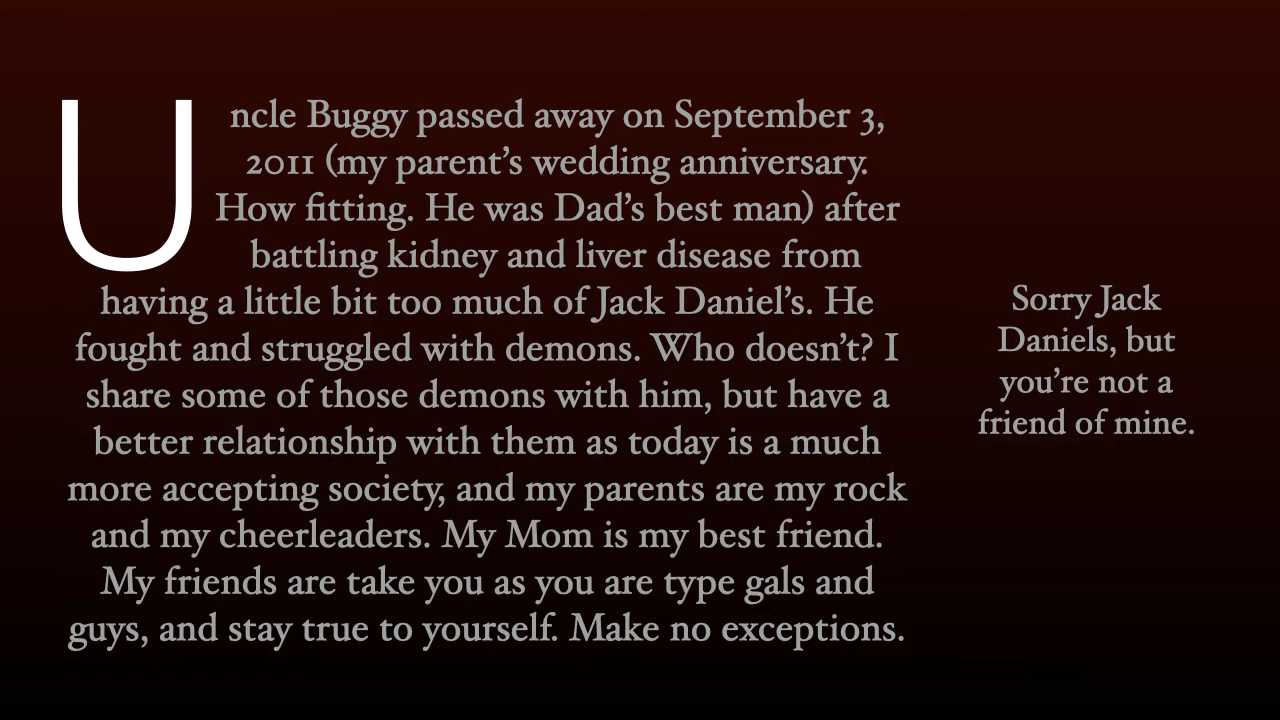 Uncle Buggy passed away on September 3,
2011 (my parent's wedding anniversary.
How fitting. He was Dad's best man) after
battling kidney and liver disease from
having a little bit too much of Jack Daniel's. He
fought and struggled with demons. Who doesn't? I
share some of those demons with him, but have a
better relationship with them as today is a much
more accepting society, and my parents are my rock
and my cheerleaders. My Mom is my best friend.
My friends are take you as you are type gals and
guys, and stay true to yourself. Make no exceptions.
Sorry Jack
Daniels, but
you're not a
friend of mine.